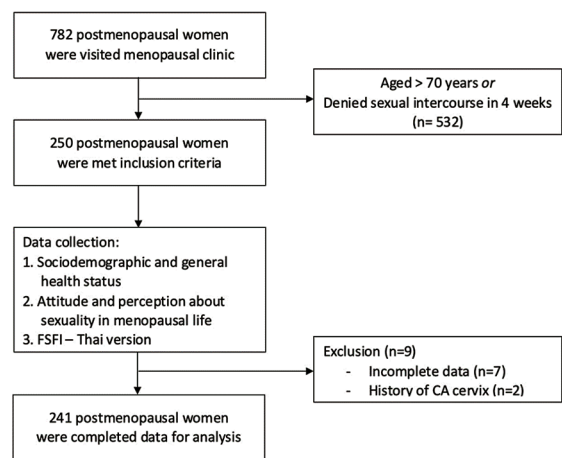 782 postmenopausal women
were visited menopausal clinic
Aged > 70 years or
Denied sexual intercourse in 4 weeks
(n= 532)
250 postmenopausal women
were met inclusion criteria
Data collection:
1. Sociodemographic and general
health status
2. Attitude and perception about
sexuality in menopausal life
3. FSFI – Thai version
Exclusion (n=9)
- Incomplete data (n=7)
- History of CA cervix (n=2)
241 postmenopausal women
were completed data for analysis